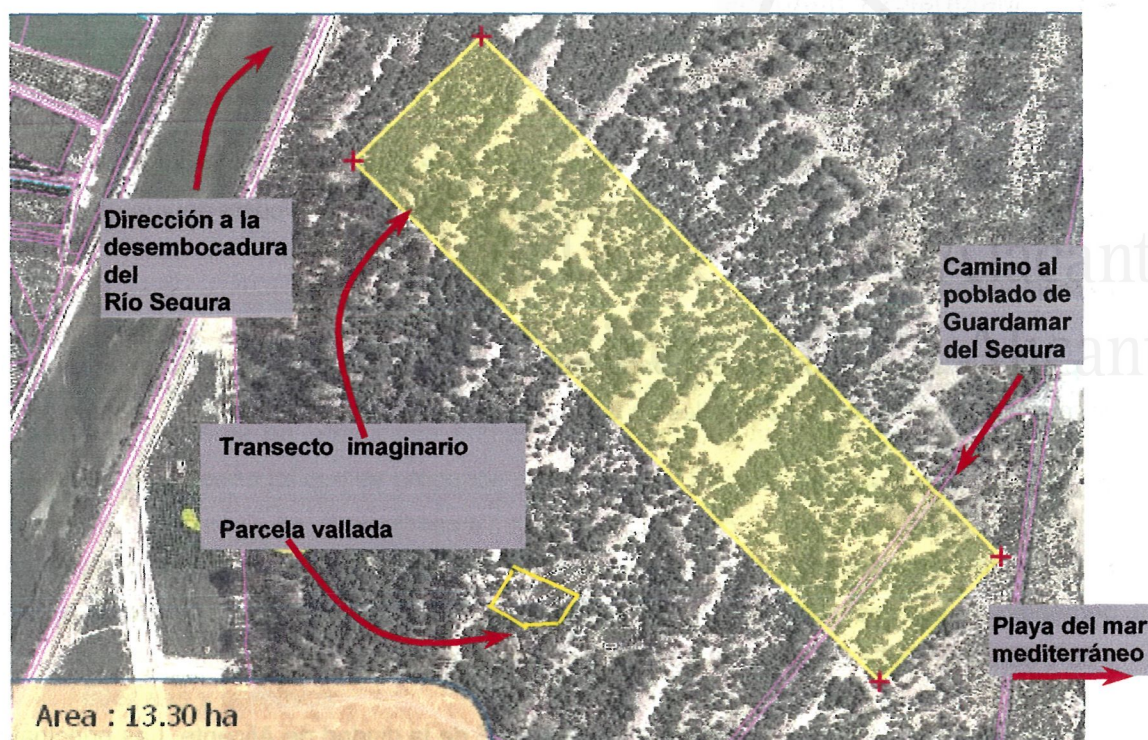 Dirección a la
desembocadura
del
Río Segura
Camino al
poblado de
Guardamar
del Segura
Transecto imaginario
Parcela vallada
Playa del mar
mediterráneo
Area : 13.30 ha